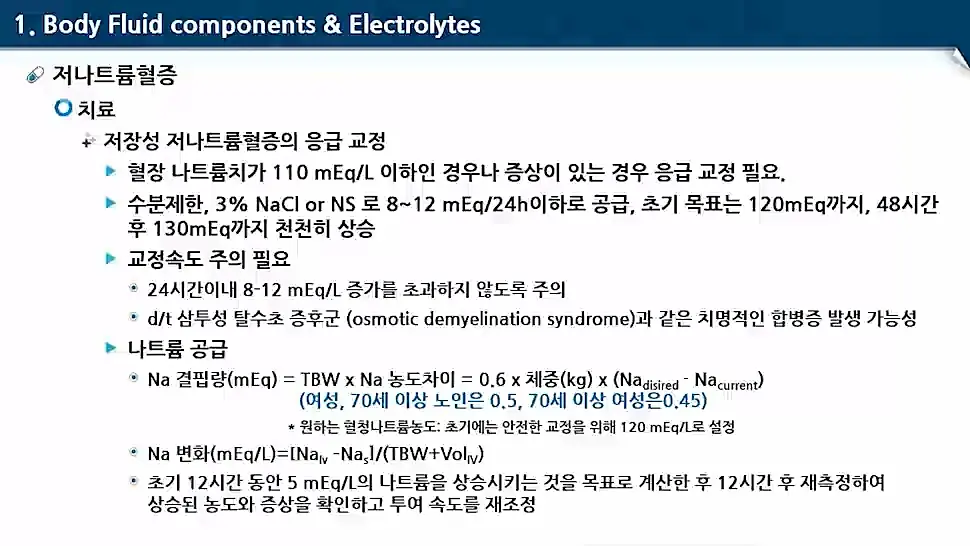 1. Body Fluid components & Electrolytes
저나트륨혈증
치료
저장성 저나트륨혈증의 응급 교정
혈장 나트륨치가 110 mEq/L 이하인 경우나 증상이 있는 경우 응급 교정 필요.
수분제한, 3% NaCl or NS 로 8~12 mEq/24h이하로 공급, 초기 목표는 120mEq까지, 48시간
후 130mEq까지 천천히 상승
교정속도 주의 필요
24시간이내 8-12 mEq/L 증가를 초과하지 않도록 주의
d/t 삼투성 탈수초 증후군 (osmotic demyelination syndrome)과 같은 치명적인 합병증 발생 가능성
나트륨 공급
Na 결핍량(mEq) = TBW x Na 농도차이 = 0.6 x 체중(kg) x (Nadisired - Nacurrent)
(여성, 70세 이상 노인은 0.5, 70세 이상 여성은0.45)
* 원하는 혈청나트륨농도: 초기에는 안전한 교정을 위해 120 mEq/L로 설정
Na 변화(mEq/L)=[Naiv -Nas]/(TBW+Voliv)
초기 12시간 동안 5 mEq/L의 나트륨을 상승시키는 것을 목표로 계산한 후 12시간 후 재측정하여
상승된 농도와 증상을 확인하고 투여 속도를 재조정